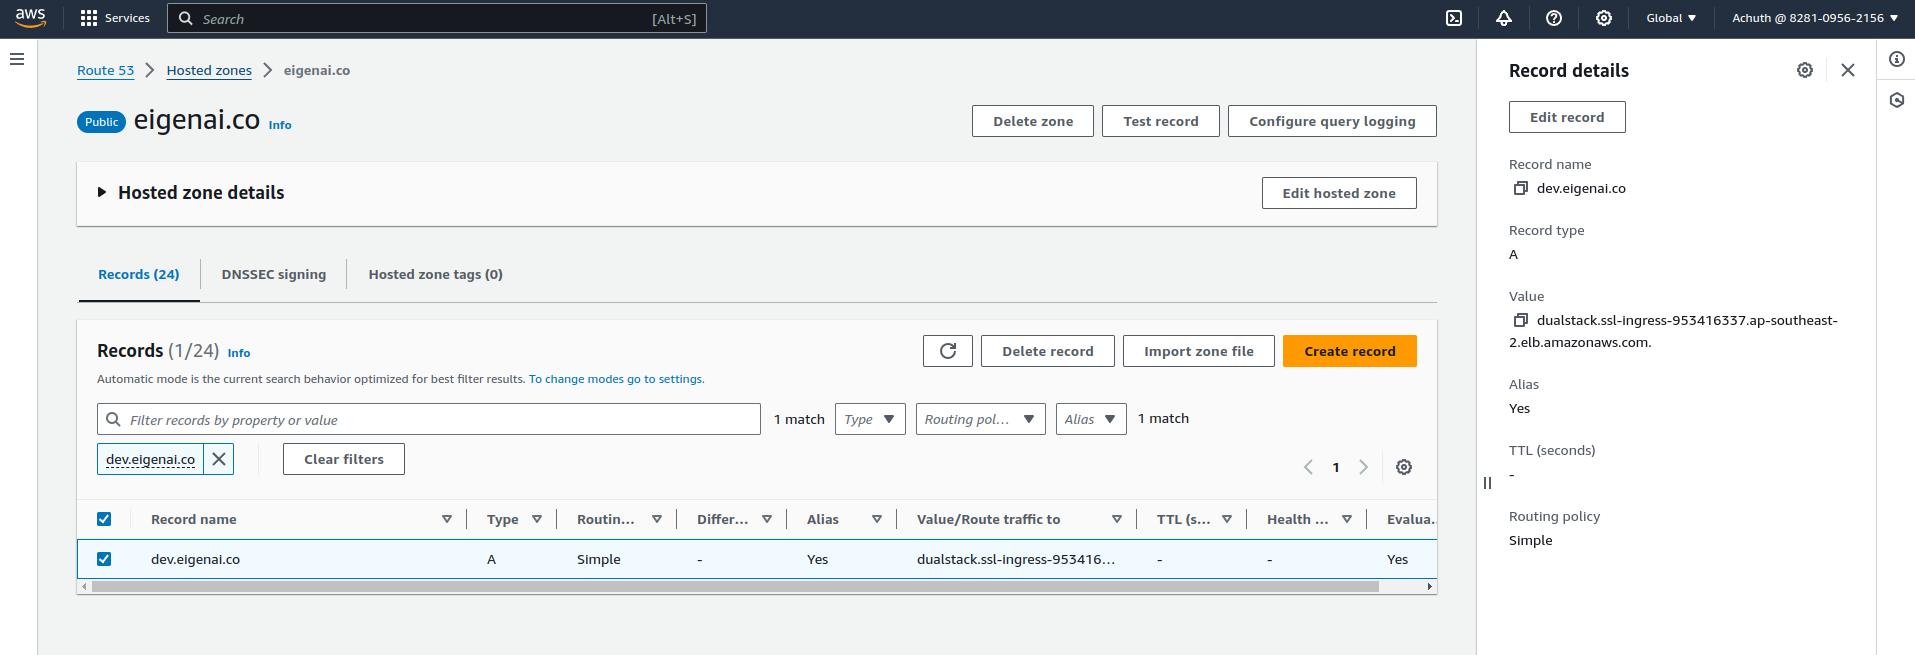 aws
Services
Search
[Alt+S]
Global
Achuth @ 8281-0956-2156
Route 53
Hosted zones
eigenai.co
Public
eigenai.co
Info
Delete zone
Test record
Configure query logging
Hosted zone details
Edit hosted zone
Records (24)
DNSSEC signing
Hosted zone tags (0)
Records (1/24)
Info
Delete record
Import zone file
Create record
Automatic mode is the current search behavior optimized for best filter results. To change modes go to settings.
Filter records by property or value
1 match
Type
Routing pol...
Alias
1 match
dev.eigenai.co
Clear filters
1
Record name
Type
Routin...
Differ...
Alias
Value/Route traffic to
TTL (s...
Health ...
Evalua.
dev.eigenai.co
A
Simple
-
Yes
dualstack.ssl-ingress-953416...
-
-
Yes
Record details
Edit record
Record name
dev.eigenai.co
Record type
A
Value
dualstack.ssl-ingress-953416337.ap-southeast-
2.elb.amazonaws.com.
Alias
Yes
TTL (seconds)
-
Routing policy
Simple